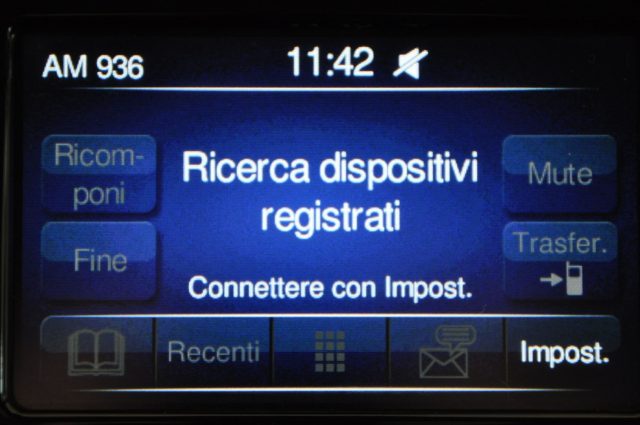 AM 936
11:42
Ricom-
poni
Ricerca dispositivi
registrati
Mute
Fine
Trasfer.
Connettere con Impost.
Recenti
Impost.